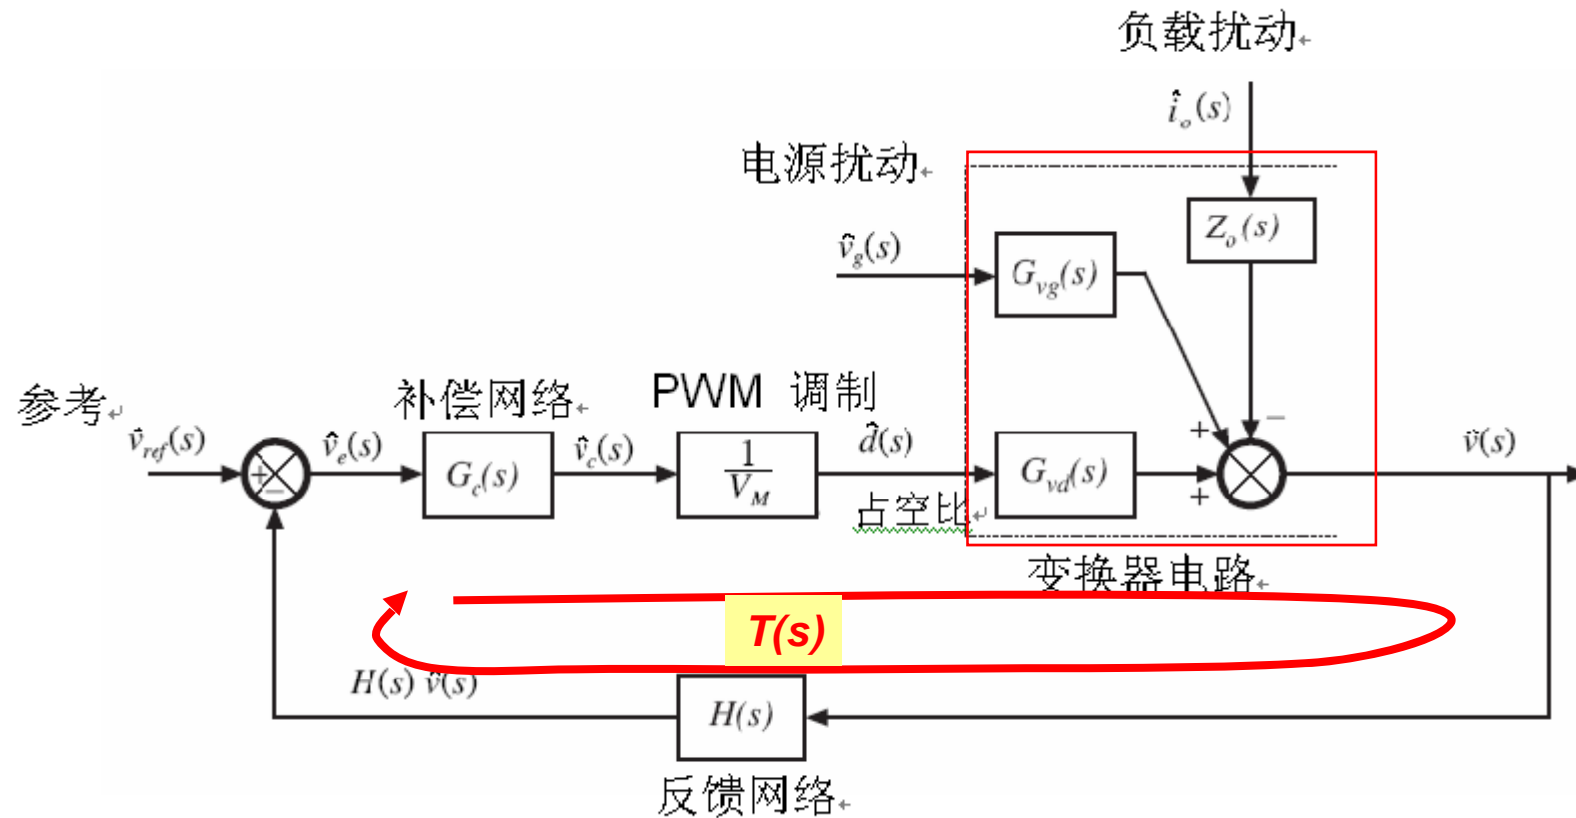 负载扰动
î_o(s)
电源扰动
Z_o(s)
v̂_g(s)
G_vg(s)
参考
补偿网络
PWM 调制
−
+
v̂_ref(s)
v̂_e(s)
v̂_c(s)
d̂(s)
v̂(s)
+
−
G_c(s)
1
V_M
G_vd(s)
+
占空比
变换器电路
T(s)
H(s) v̂(s)
H(s)
反馈网络